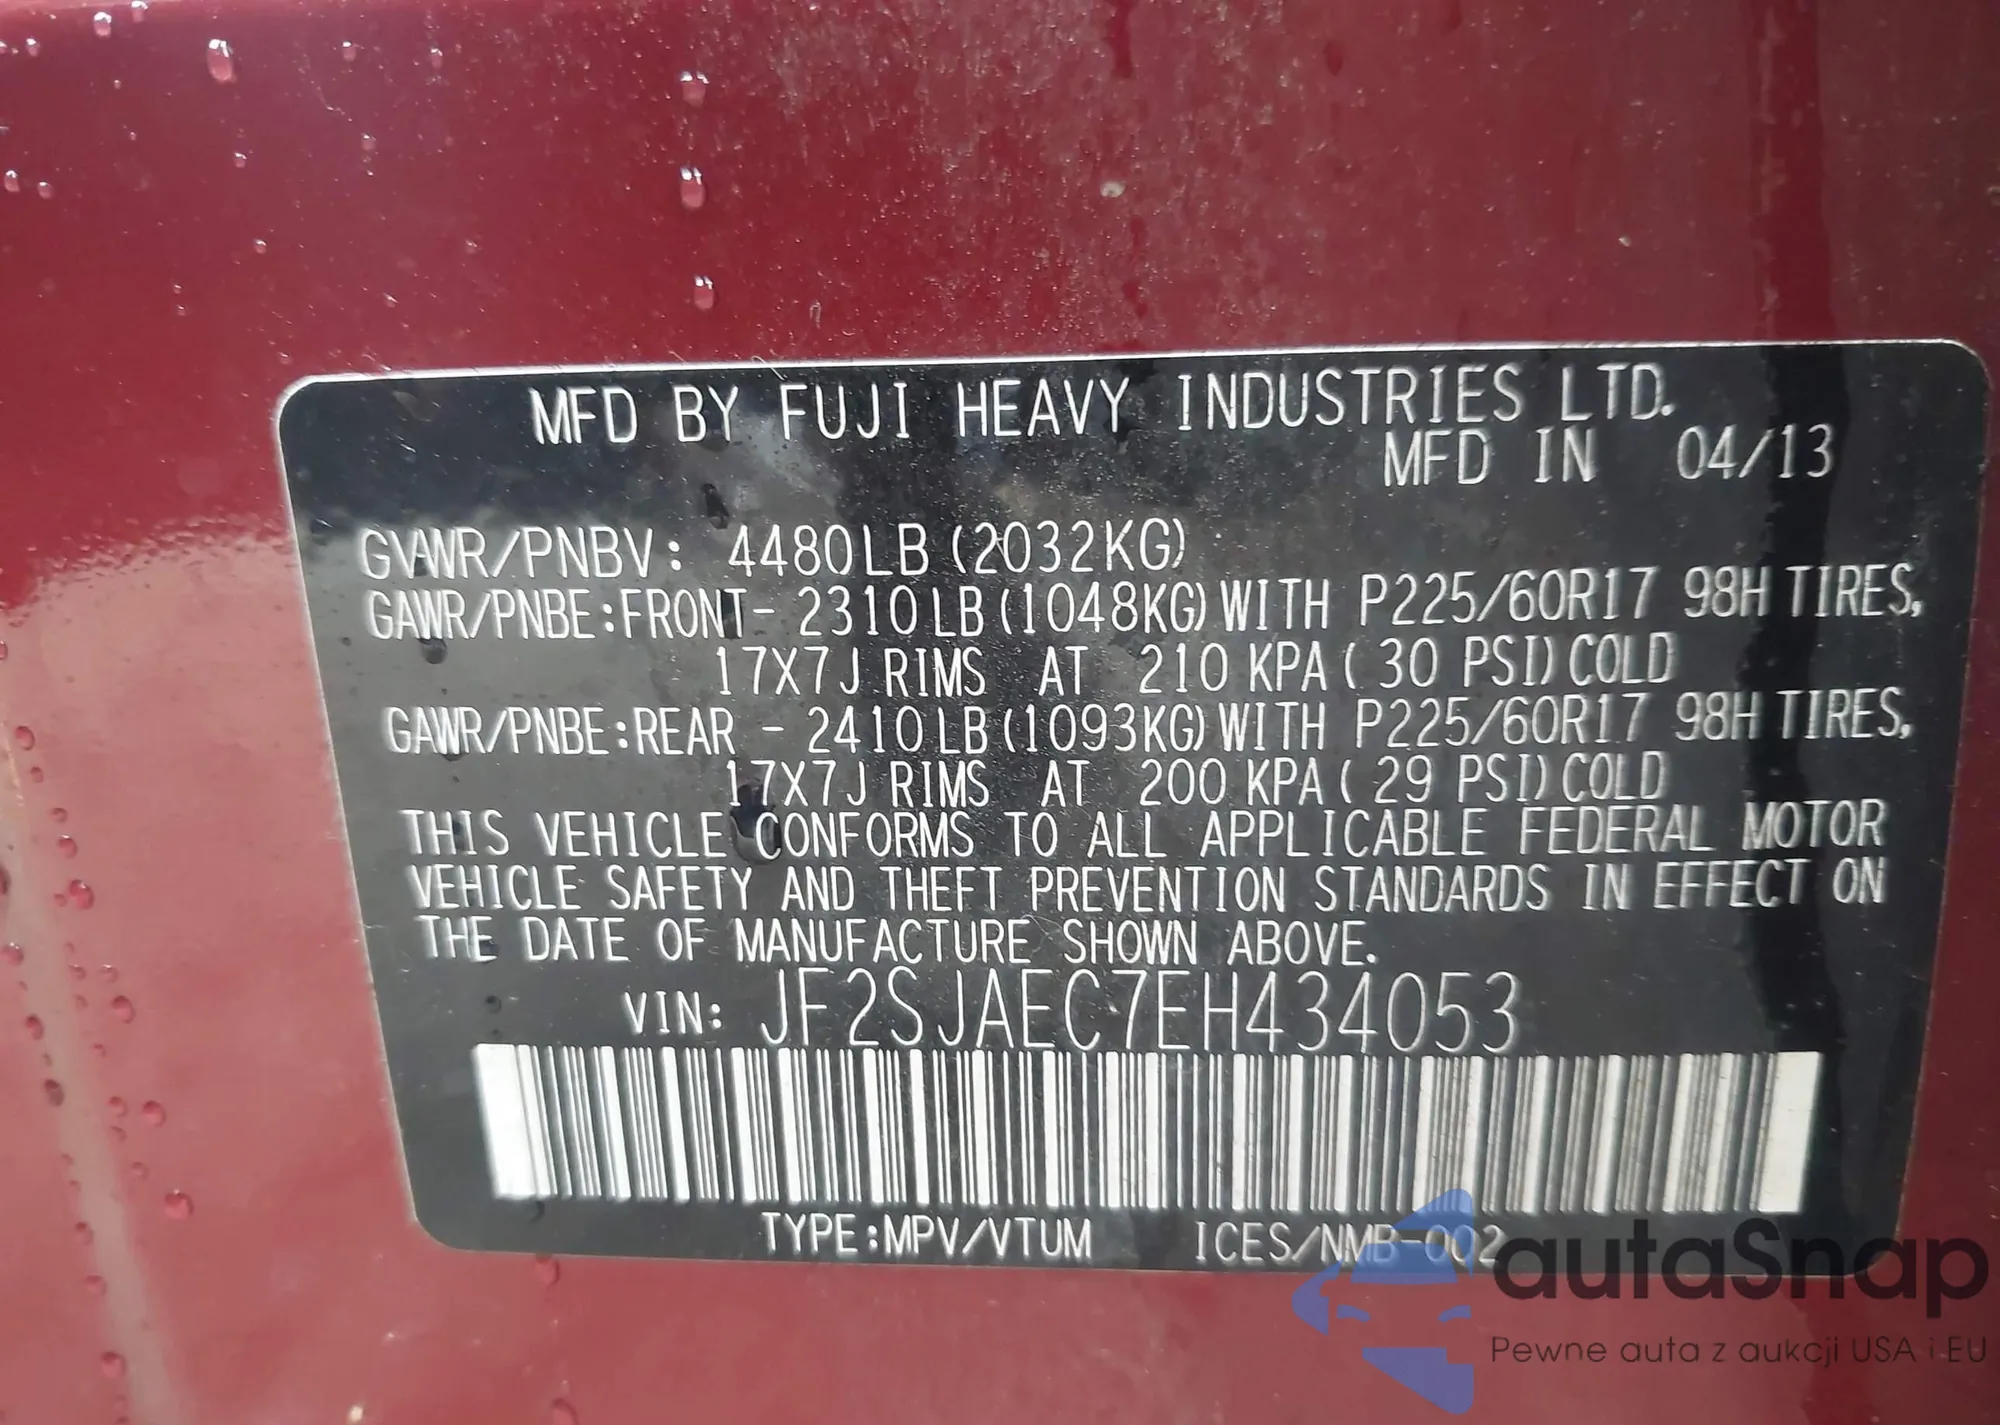 MFD BY FUJI HEAVY INDUSTRIES LTD.
MFD IN 04/13
GVWR/PNBV: 4480LB (2032KG)
GAWR/PNBE:FRONT- 2310LB (1048KG) WITH P225/60R17 98H TIRES,
17X7J RIMS AT 210 KPA ( 30 PSI) COLD
GAWR/PNBE:REAR - 2410LB (1093KG) WITH P225/60R17 98H TIRES,
17X7J RIMS AT 200 KPA ( 29 PSI) COLD
THIS VEHICLE CONFORMS TO ALL APPLICABLE FEDERAL MOTOR
VEHICLE SAFETY AND THEFT PREVENTION STANDARDS IN EFFECT ON
THE DATE OF MANUFACTURE SHOWN ABOVE.
VIN: JF2SJAEC7EH434053
TYPE:MPV/VTUM ICES/NMB-002
autaSnap
Pewne auta z aukcji USA i EU